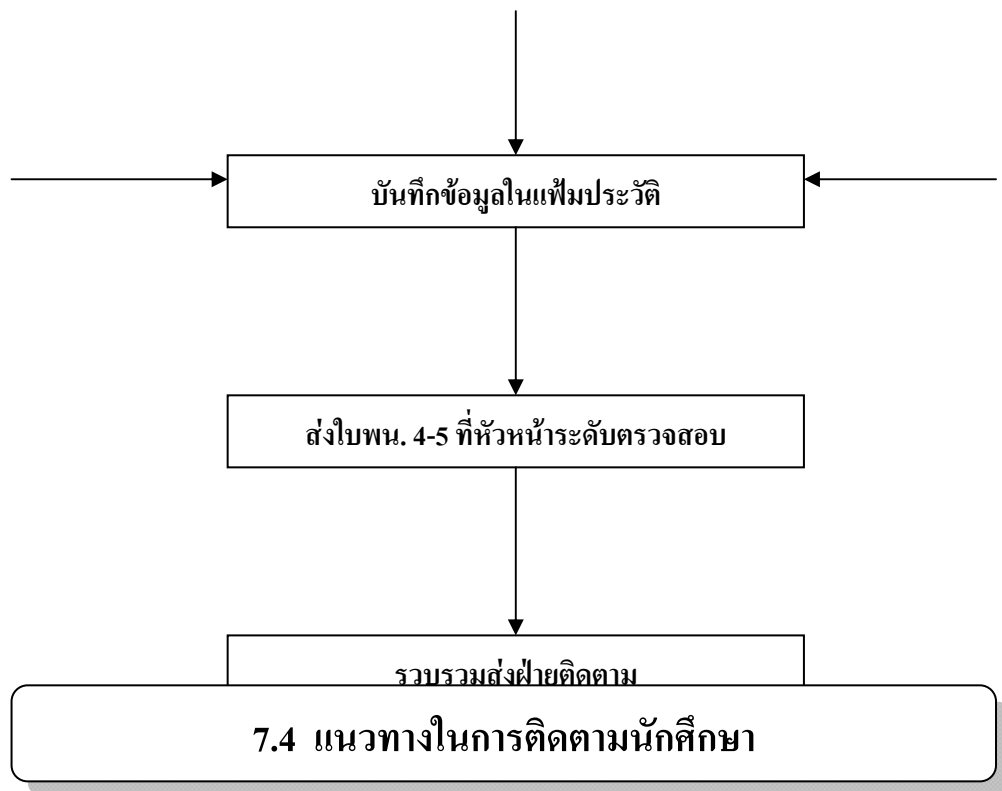 บันทึกข้อมูลในแฟ้มประวัติ
ส่งใบพน. 4-5 ที่หัวหน้าระดับตรวจสอบ
รวบรวมส่งฝ่ายติดตาม
7.4 แนวทางในการติดตามนักศึกษา